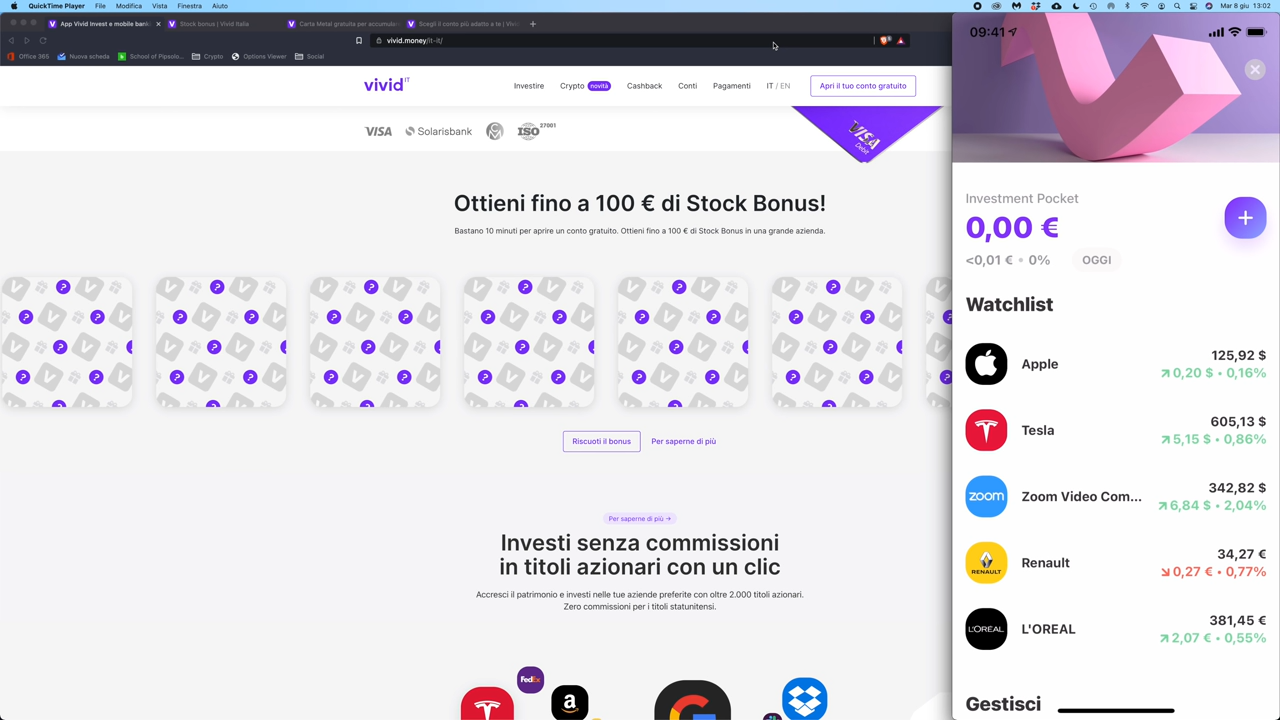 QuickTime Player File Modifica Vista Finestra Aiuto
Mar 8 giu 13:02
App Vivid Invest e mobile bank
Stock bonus | Vivid Italia
Carta Metal gratuita per accumula
Scegli il conto più adatto a te | Vivi
vivid.money/it-it/
Office 365 Nuova scheda School of Pipsolo... Crypto Options Viewer Social
vivid IT
Investire Crypto novità Cashback Conti Pagamenti IT / EN Apri il tuo conto gratuito
VISA Solarisbank ISO 27001
VISA
Debit
Ottieni fino a 100 € di Stock Bonus!
Bastano 10 minuti per aprire un conto gratuito. Ottieni fino a 100 € di Stock Bonus in una grande azienda.
Riscuoti il bonus Per saperne di più
Per saperne di più →
Investi senza commissioni
in titoli azionari con un clic
Accresci il patrimonio e investi nelle tue aziende preferite con oltre 2.000 titoli azionari.
Zero commissioni per i titoli statunitensi.
FedEx
09:41
Investment Pocket
0,00 €
<0,01 € • 0% OGGI
Watchlist
Apple
125,92 $
0,20 $ • 0,16%
Tesla
605,13 $
5,15 $ • 0,86%
zoom
Zoom Video Com...
342,82 $
6,84 $ • 2,04%
RENAULT
Renault
34,27 €
0,27 € • 0,77%
L'ORÉAL
L'OREAL
381,45 €
2,07 € • 0,55%
Gestisci